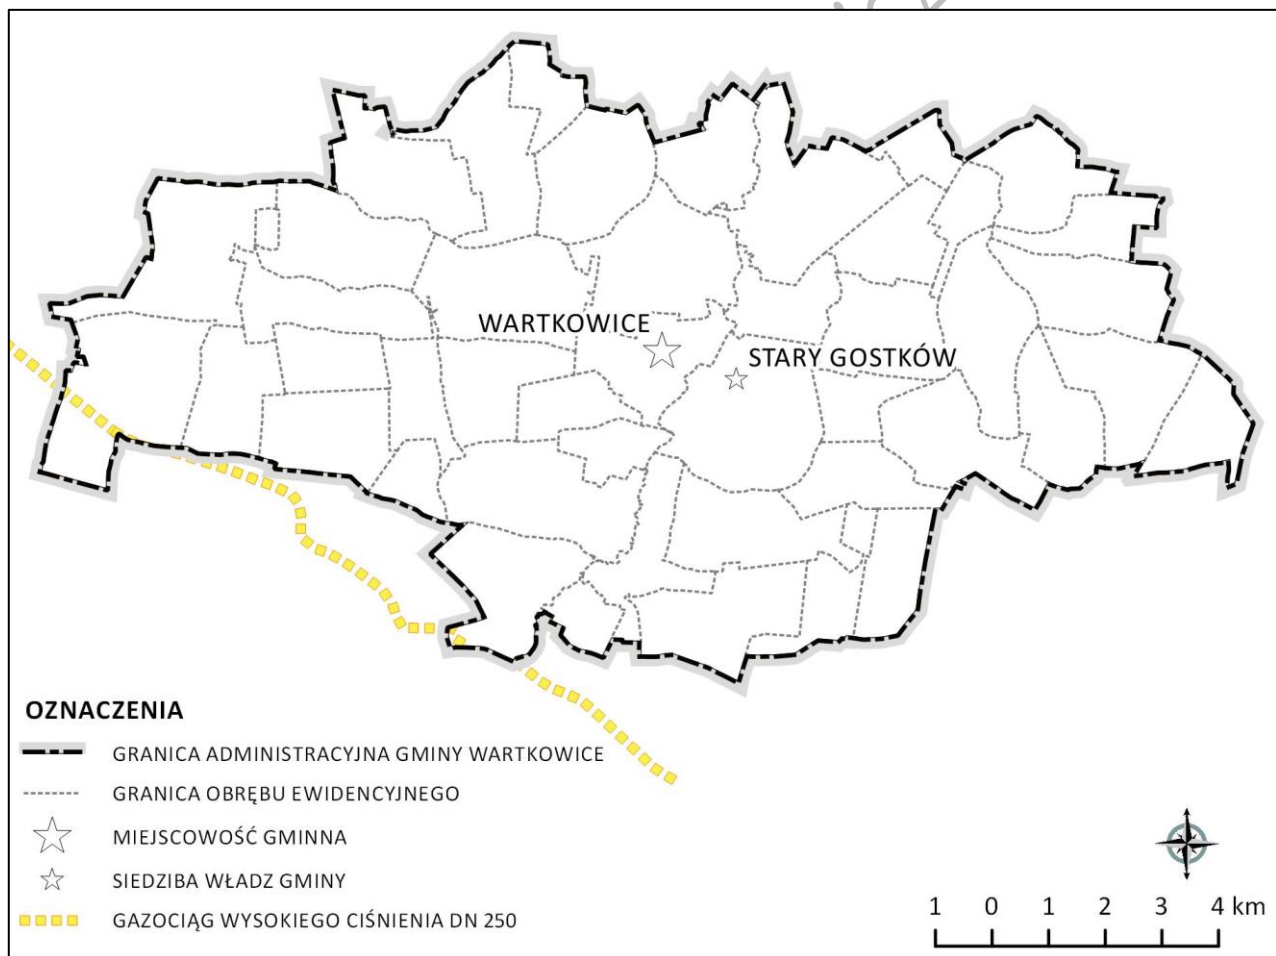 WARTKOWICE
STARY GOSTKÓW
OZNACZENIA
GRANICA ADMINISTRACYJNA GMINY WARTKOWICE
GRANICA OBRĘBU EWIDENCYJNEGO
MIEJSCOWOŚĆ GMINNA
SIEDZIBA WŁADZ GMINY
GAZOCIĄG WYSOKIEGO CIŚNIENIA DN 250
1 0 1 2 3 4 km